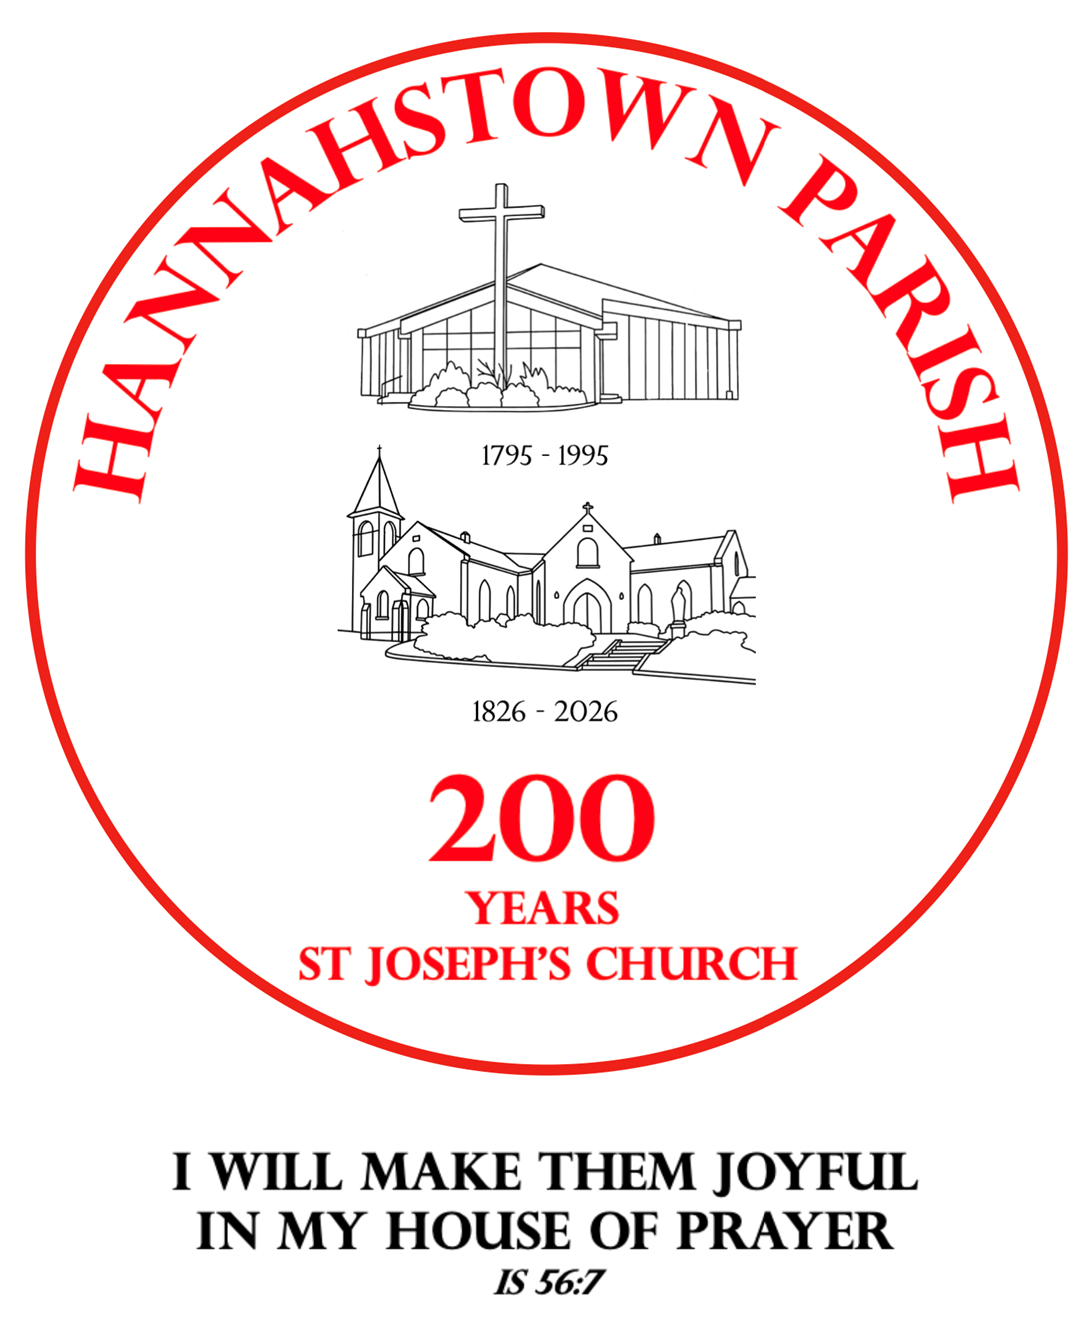 HANNAHSTOWN PARISH
1795 - 1995
1826 - 2026
200
YEARS
ST JOSEPH'S CHURCH
I WILL MAKE THEM JOYFUL
IN MY HOUSE OF PRAYER
IS 56:7